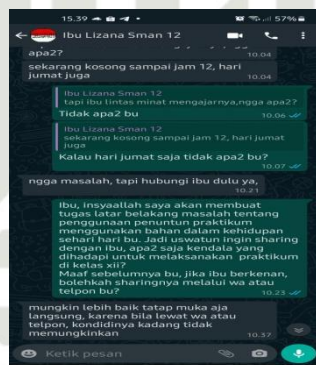 15.39
57%
Ibu Lizana Sman 12
apa2?
10.04
sekarang kosong sampai jam 12, hari
jumat juga
10.04
Ibu Lizana Sman 12
tapi ibu lintas minat mengajarnya,ngga apa2?
Tidak apa2 bu
10.06
Ibu Lizana Sman 12
sekarang kosong sampai jam 12, hari jumat
juga
Kalau hari jumat saja tidak apa2 bu?
10.07
ngga masalah, tapi hubungi ibu dulu ya,
10.21
Ibu, insyaallah saya akan membuat
tugas latar belakang masalah tentang
penggunaan penuntun praktikum
menggunakan bahan dalam kehidupan
sehari hari bu. Jadi uswatun ingin sharing
dengan ibu, apa2 saja kendala yang
dihadapi untuk melaksanakan praktikum
di kelas xii?
Maaf sebelumnya bu, jika ibu berkenan,
bolehkah sharingnya melalui wa atau
telpon bu?
10.23
mungkin lebih baik tatap muka aja
langsung, karena bila lewat wa atau
telpon, kondidinya kadang tidak
memungkinkan
10.37
Ketik pesan